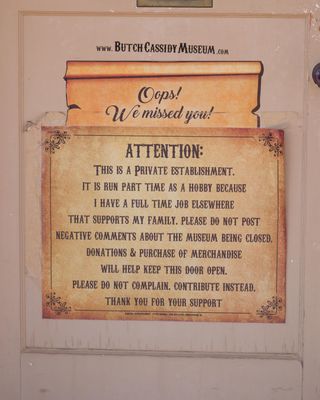 www. Butch Cassidy Museum .com
Oops!
We missed you!
ATTENTION:
This is a Private establishment.
It is run part time as a hobby because
I have a full time job elsewhere
that supports my family. Please do not post
negative comments about the museum being closed.
Donations & purchase of merchandise
will help keep this door open.
Please do not complain. Contribute instead.
Thank you for your support